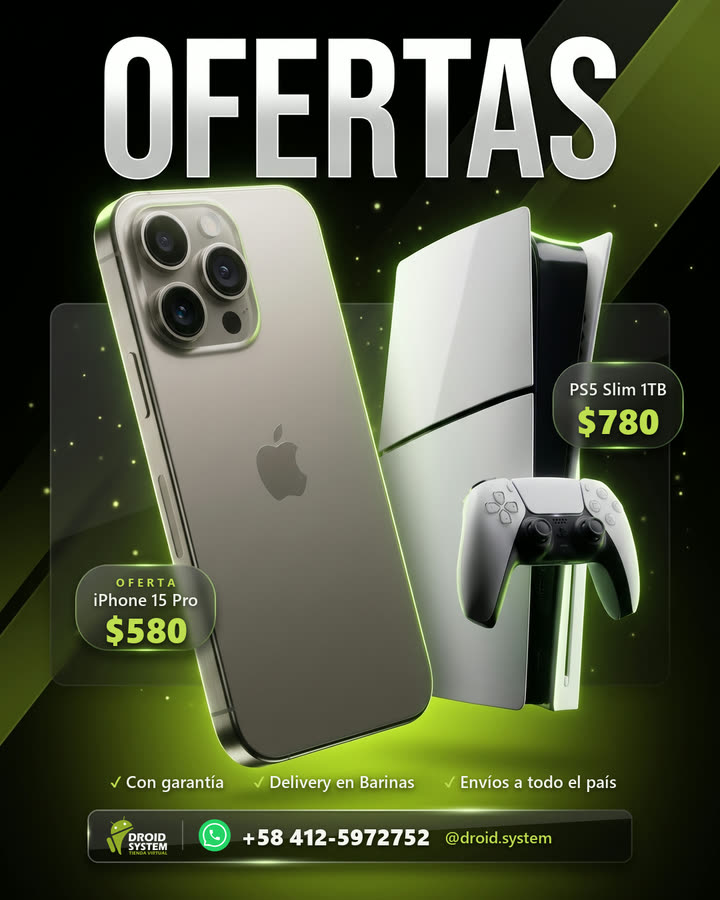 OFERTAS
PS5 Slim 1TB
$780
OFERTA
iPhone 15 Pro
$580
✓ Con garantía ✓ Delivery en Barinas ✓ Envíos a todo el país
DROID
SYSTEM
TIENDA VIRTUAL
+58 412-5972752 @droid.system